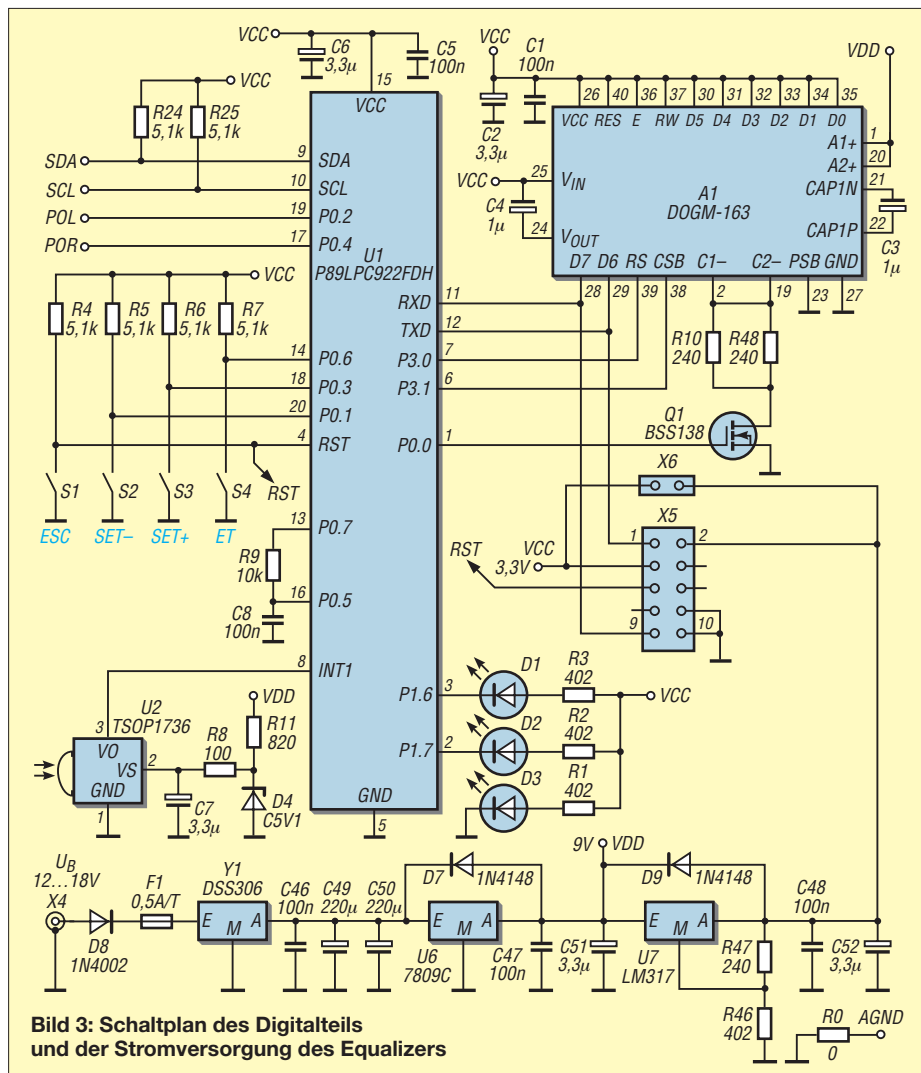 VCC
C6
3,3µ
C5
100n
VCC
C1
100n
VDD
C2
3,3µ
VCC
R24
5,1k
R25
5,1k
15
VCC
26 40 36 37 30 31 32 33 34 35
VCC RES E RW D5 D4 D3 D2 D1 D0
A1+ 1
A2+ 20
CAP1N 21
CAP1P 22
C3
1µ
VCC
25 VIN
C4
1µ
24 VOUT
A1
DOGM-163
D7 D6 RS CSB C1– C2– PSB GND
28 29 39 38 2 19 23 27
SDA
9 SDA
SCL
10 SCL
POL
19 P0.2
POR
17 P0.4
U1
P89LPC922FDH
VCC
R4
5,1k
R5
5,1k
R6
5,1k
R7
5,1k
RXD 11
TXD 12
P3.0 7
P3.1 6
P0.0 1
14 P0.6
18 P0.3
20 P0.1
4 RST
R10
240
R48
240
Q1
BSS138
S1
S2
S3
S4
RST
ESC
SET–
SET+
ET
13 P0.7
R9
10k
16 P0.5
C8
100n
X6
X5
1
2
RST
VCC
3,3V
9
10
8 INT1
U2
TSOP1736
3
VO
VS
2
GND
1
R8
100
VDD
R11
820
C7
3,3µ
D4
C5V1
P1.6 3
D1
R3
402
VCC
P1.7 2
D2
R2
402
D3
R1
402
GND
5
UB
12…18V
X4
D8
1N4002
F1
0,5A/T
Y1
DSS306
E M A
C46
100n
C49
220µ
C50
220µ
D7
1N4148
E M A
U6
7809C
C47
100n
9V VDD
C51
3,3µ
D9
1N4148
E M A
U7
LM317
R47
240
C48
100n
C52
3,3µ
R46
402
R0
0
AGND
Bild 3: Schaltplan des Digitalteils
und der Stromversorgung des Equalizers